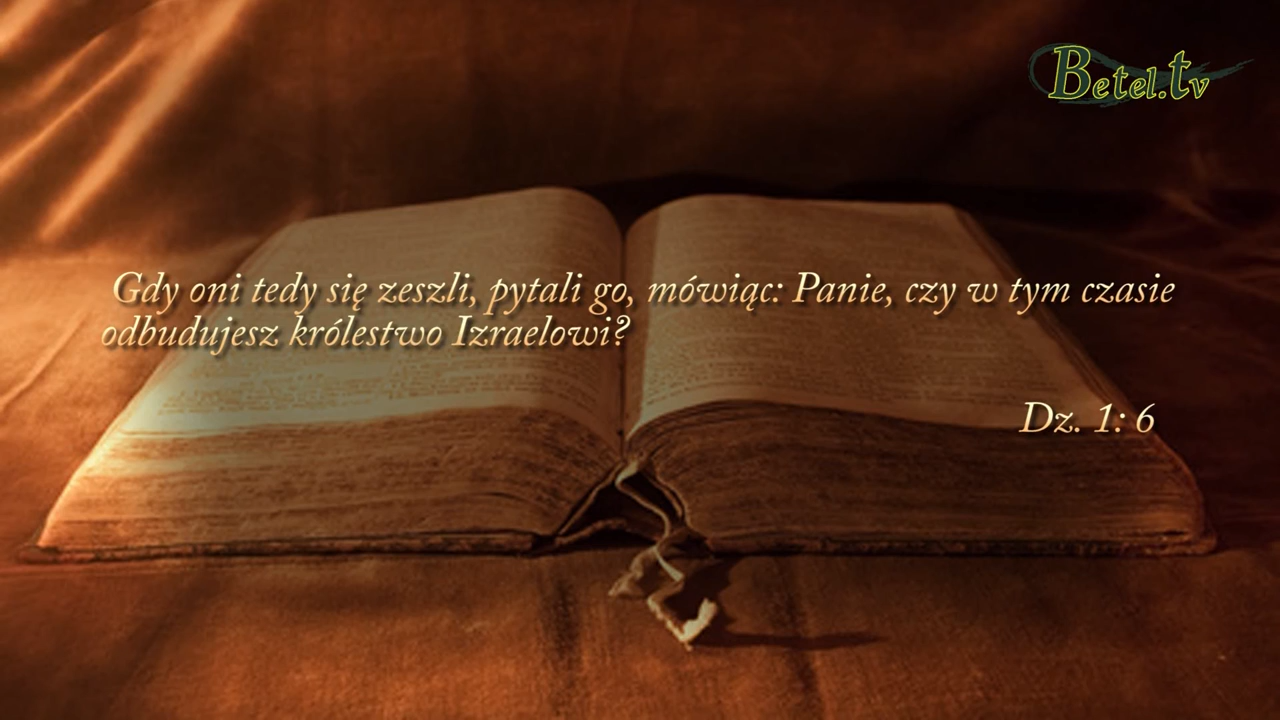 Betel.tv
Gdy oni tedy się zeszli, pytali go, mówiąc: Panie, czy w tym czasie
odbudujesz królestwo Izraelowi?
Dz. 1: 6